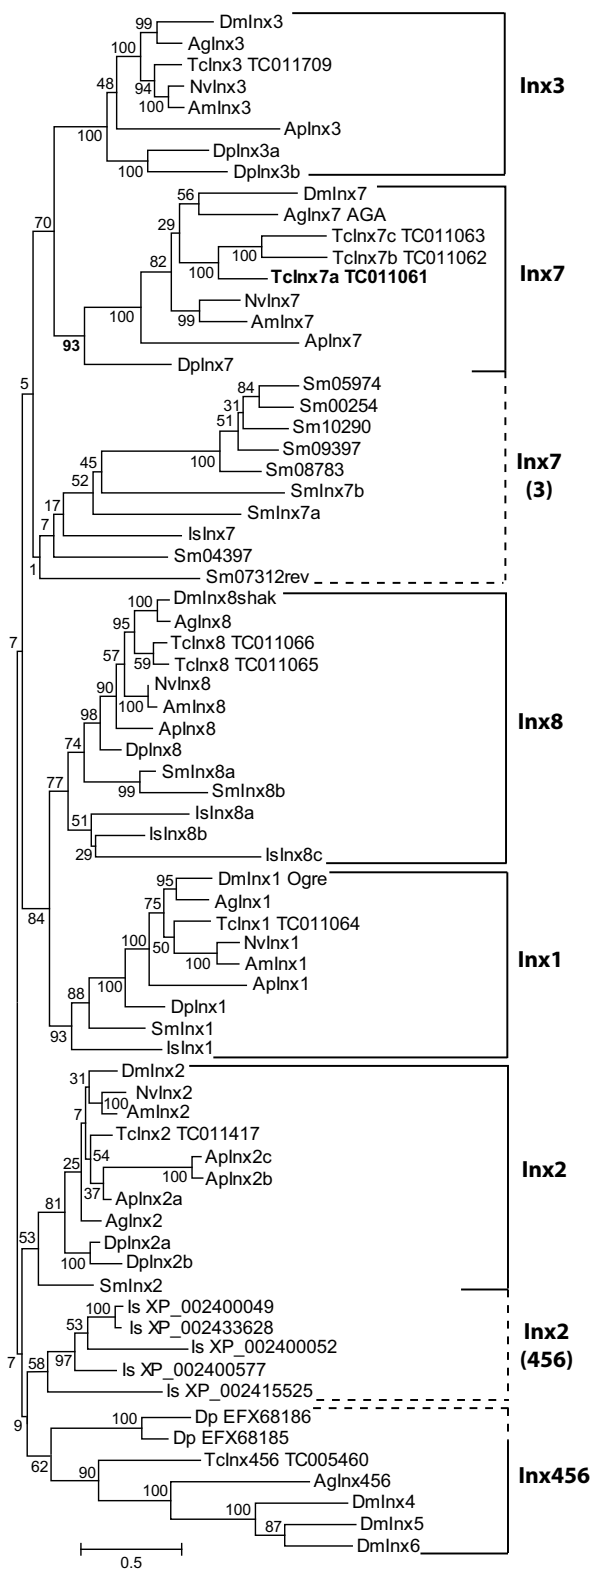 DmInx3
99
AgInx3
100
TcInx3 TC011709
Inx3
48
94
NvInx3
100
AmInx3
ApInx3
100
DpInx3a
100
DpInx3b
56
DmInx7
AgInx7 AGA
70
29
TcInx7c TC011063
100
TcInx7b TC011062
82
100
TcInx7a TC011061
Inx7
NvInx7
100
99
AmInx7
93
ApInx7
DpInx7
5
84
Sm05974
31
Sm00254
51
Sm10290
Sm09397
Inx7
45
100
Sm08783
52
SmInx7b
(3)
17
SmInx7a
7
IsInx7
Sm04397
1
Sm07312rev
100
DmInx8shak
95
AgInx8
7
TcInx8 TC011066
57
59
TcInx8 TC011065
90
NvInx8
100
AmInx8
98
ApInx8
Inx8
74
DpInx8
SmInx8a
77
99
SmInx8b
51
IsInx8a
IsInx8b
29
IsInx8c
95
DmInx1 Ogre
75
AgInx1
84
TcInx1 TC011064
100
50
NvInx1
100
AmInx1
Inx1
88
100
ApInx1
DpInx1
93
SmInx1
IsInx1
31
DmInx2
NvInx2
7
100
AmInx2
TcInx2 TC011417
54
ApInx2c
25
100
ApInx2b
Inx2
37
ApInx2a
81
AgInx2
53
DpInx2a
100
DpInx2b
SmInx2
100
Is XP_002400049
53
Is XP_002433628
Inx2
97
Is XP_002400052
7
58
Is XP_002400577
(456)
Is XP_002415525
9
100
Dp EFX68186
Dp EFX68185
62
90
TcInx456 TC005460
100
AgInx456
Inx456
100
DmInx4
87
DmInx5
DmInx6
0.5